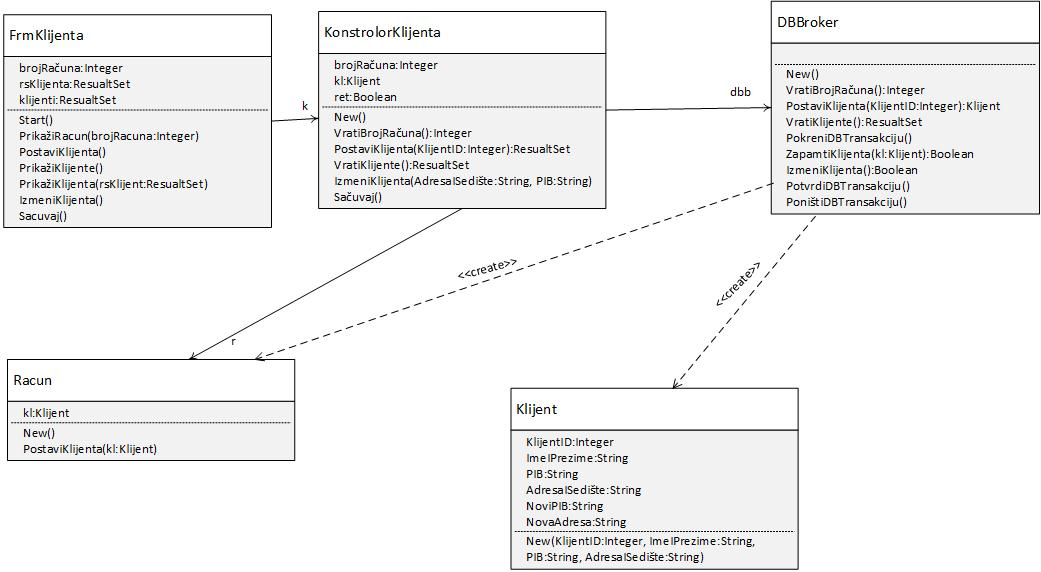 FrmKlijenta
brojRačuna:Integer
rsKlijenta:ResualtSet
klijenti:ResualtSet
Start()
PrikažiRacun(brojRacuna:Integer)
PostaviKlijenta()
PrikažiKlijente()
PrikažiKlijenta(rsKlijent:ResualtSet)
IzmeniKlijenta()
Sacuvaj()
k
KonstrolorKlijenta
brojRačuna:Integer
kl:Klijent
ret:Boolean
New()
VratiBrojRačuna():Integer
PostaviKlijenta(KlijentID:Integer):ResualtSet
VratiKlijente():ResualtSet
IzmeniKlijenta(AdresaISedište:String, PIB:String)
Sačuvaj()
dbb
DBBroker
New()
VratiBrojRačuna():Integer
PostaviKlijenta(KlijentID:Integer):Klijent
VratiKlijente():ResualtSet
PokreniDBTransakciju()
ZapamtiKlijenta(kl:Klijent):Boolean
IzmeniKlijenta():Boolean
PotvrdiDBTransakciju()
PoništiDBTransakciju()
<<create>>
<<create>>
r
Racun
kl:Klijent
New()
PostaviKlijenta(kl:Klijent)
Klijent
KlijentID:Integer
ImeIPrezime:String
PIB:String
AdresaISedište:String
NoviPIB:String
NovaAdresa:String
New(KlijentID:Integer, ImeIPrezime:String,
PIB:String, AdresaISedište:String)